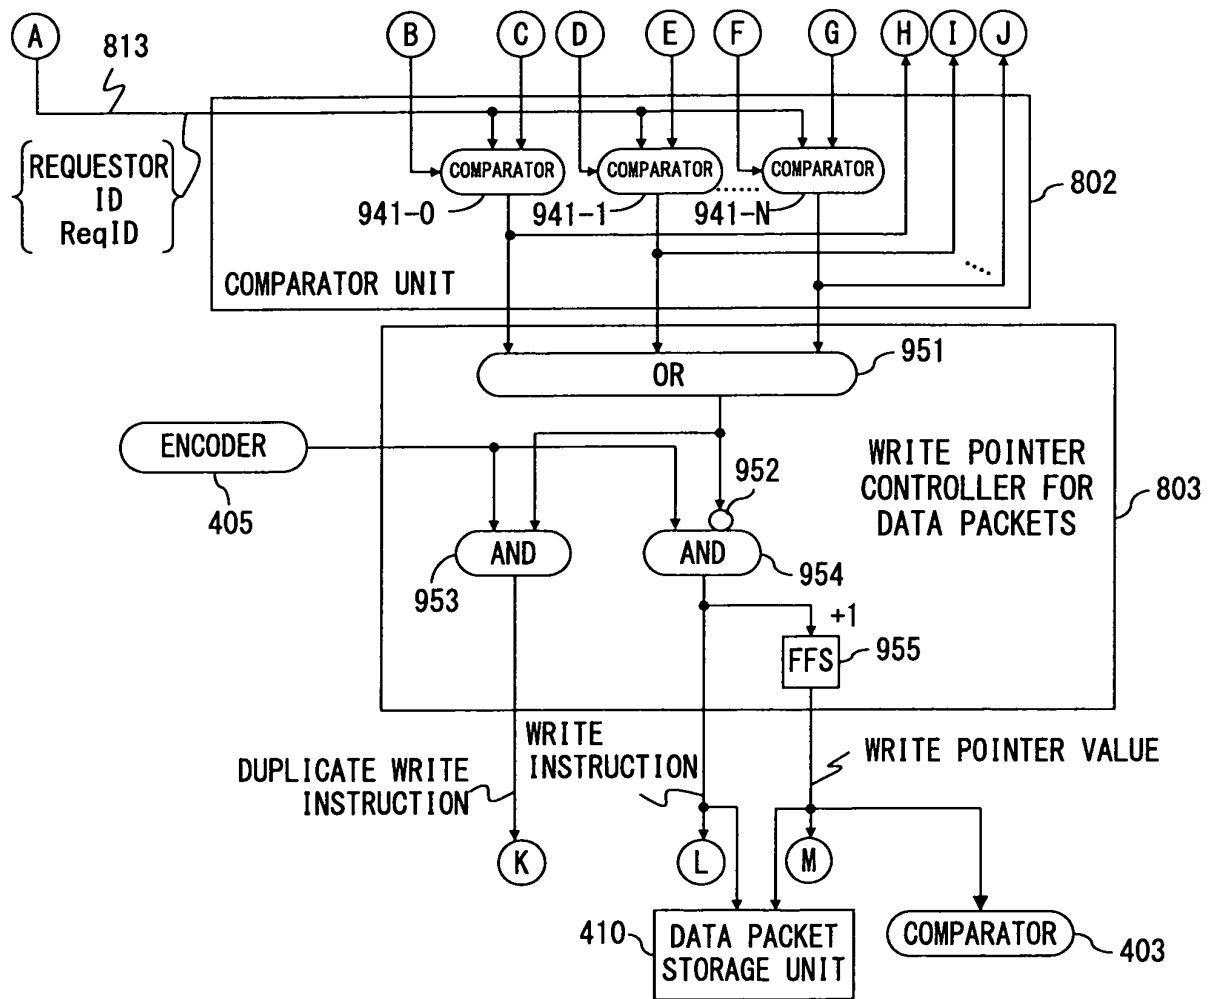 A
B
C
D
E
F
G
H
I
J
813
REQUESTOR
ID
ReqID
COMPARATOR
COMPARATOR
COMPARATOR
941-0
941-1
......
941-N
802
COMPARATOR UNIT
OR
951
ENCODER
405
952
WRITE POINTER
CONTROLLER FOR
DATA PACKETS
803
AND
953
AND
954
+1
FFS
955
WRITE
INSTRUCTION
WRITE POINTER VALUE
DUPLICATE WRITE
INSTRUCTION
K
L
M
410
DATA PACKET
STORAGE UNIT
COMPARATOR
403